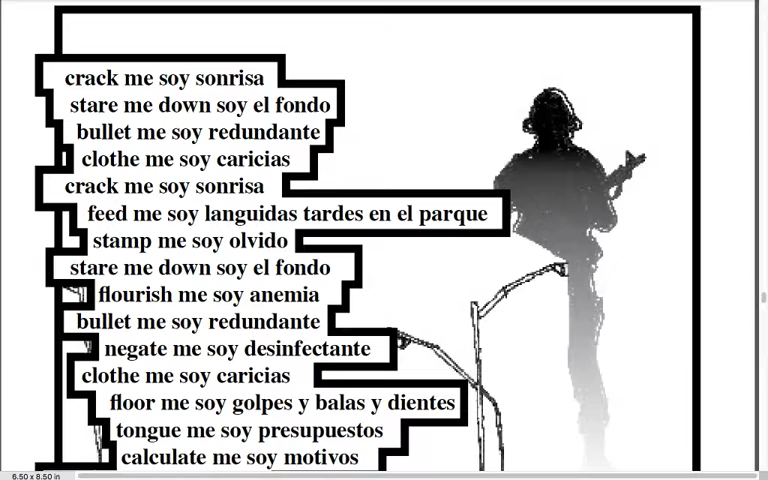 crack me soy sonrisa
stare me down soy el fondo
bullet me soy redundante
clothe me soy caricias
crack me soy sonrisa
feed me soy languidas tardes en el parque
stamp me soy olvido
stare me down soy el fondo
flourish me soy anemia
bullet me soy redundante
negate me soy desinfectante
clothe me soy caricias
floor me soy golpes y balas y dientes
tongue me soy presupuestos
calculate me soy motivos
6.50 x 8.50 in